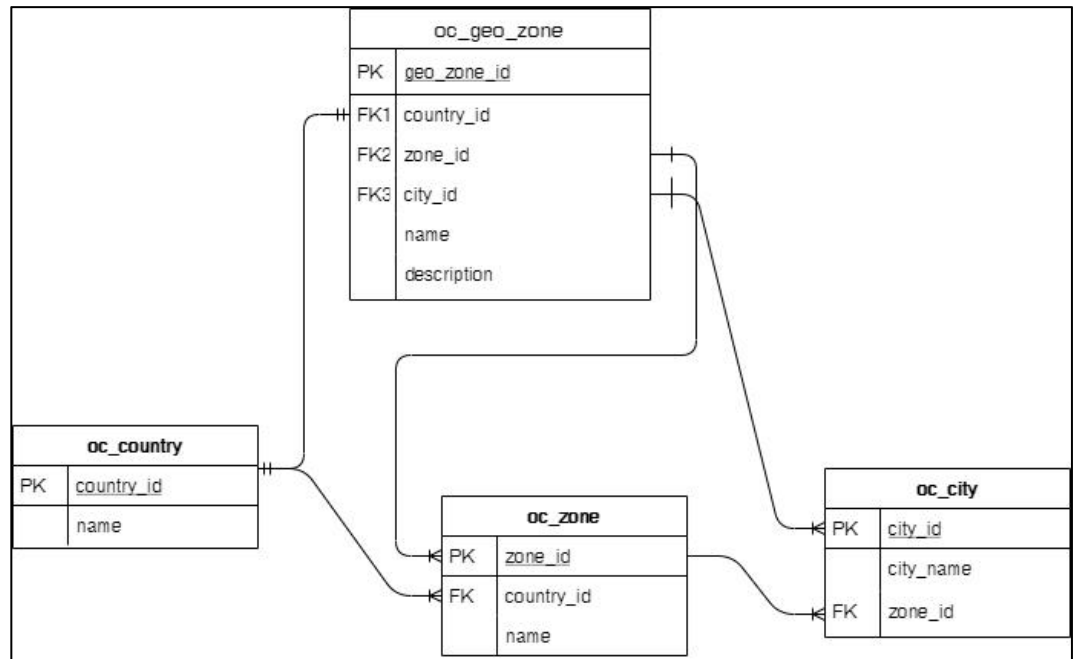 oc_geo_zone
PK geo_zone_id
FK1 country_id
FK2 zone_id
FK3 city_id
name
description
oc_country
PK country_id
name
oc_zone
PK zone_id
FK country_id
name
oc_city
PK city_id
city_name
FK zone_id